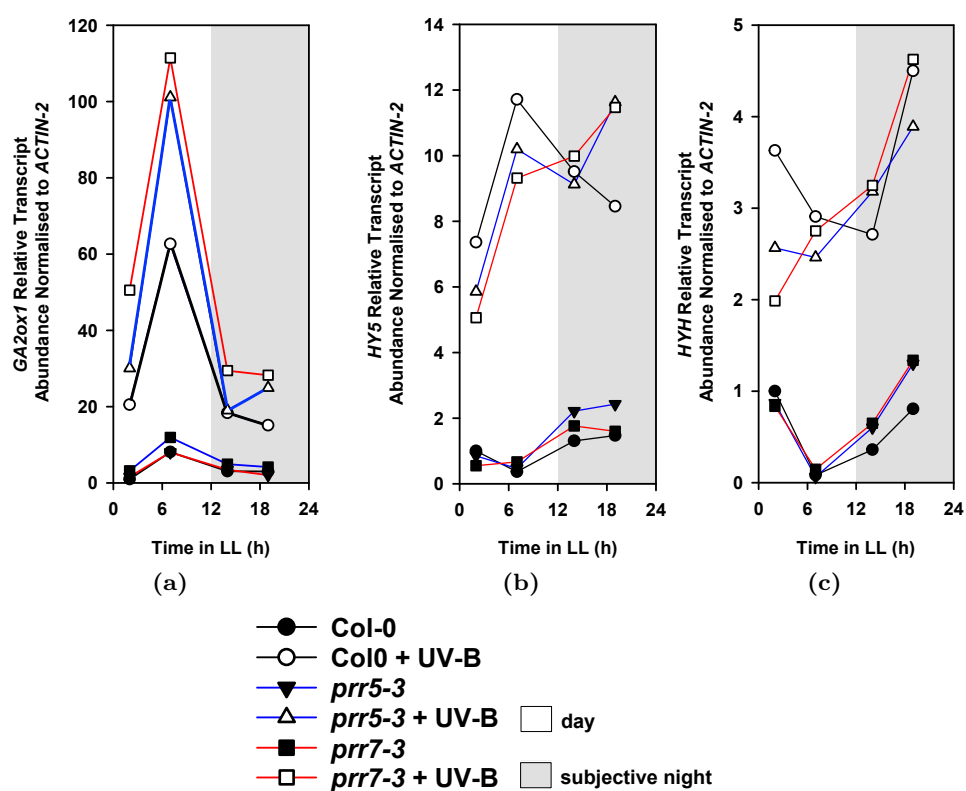 GA2ox1 Relative Transcript
Abundance Normalised to ACTIN-2
120
100
80
60
40
20
0
0 6 12 18 24
Time in LL (h)
(a)
HY5 Relative Transcript
Abundance Normalised to ACTIN-2
14
12
10
8
6
4
2
0
0 6 12 18 24
Time in LL (h)
(b)
HYH Relative Transcript
Abundance Normalised to ACTIN-2
5
4
3
2
1
0
0 6 12 18 24
Time in LL (h)
(c)
Col-0
Col0 + UV-B
prr5-3
prr5-3 + UV-B
prr7-3
prr7-3 + UV-B
day
subjective night